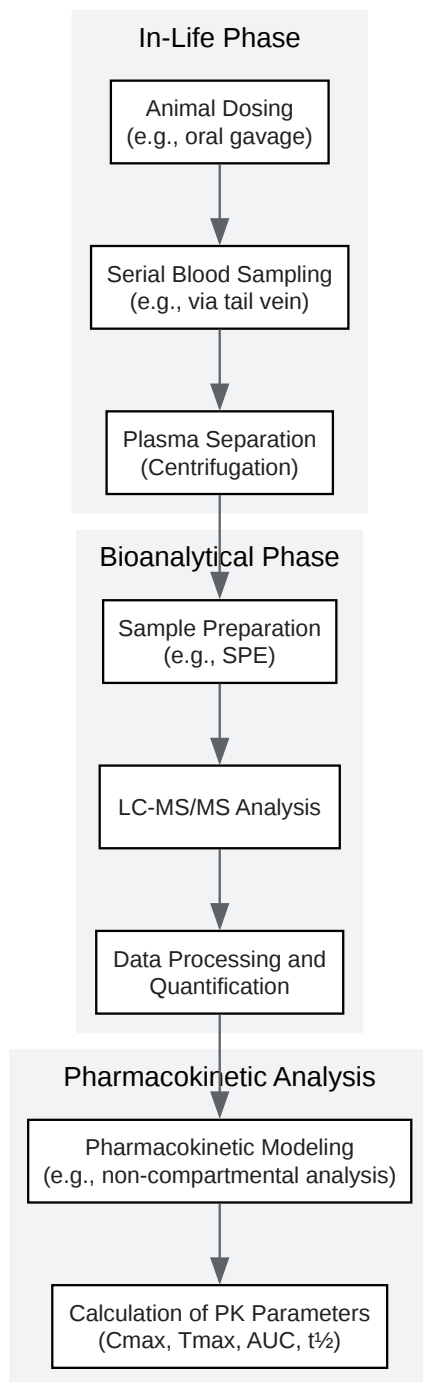 In-Life Phase
Animal Dosing
(e.g., oral gavage)
Serial Blood Sampling
(e.g., via tail vein)
Plasma Separation
(Centrifugation)
Bioanalytical Phase
Sample Preparation
(e.g., SPE)
LC-MS/MS Analysis
Data Processing and
Quantification
Pharmacokinetic Analysis
Pharmacokinetic Modeling
(e.g., non-compartmental analysis)
Calculation of PK Parameters
(Cmax, Tmax, AUC, t½)